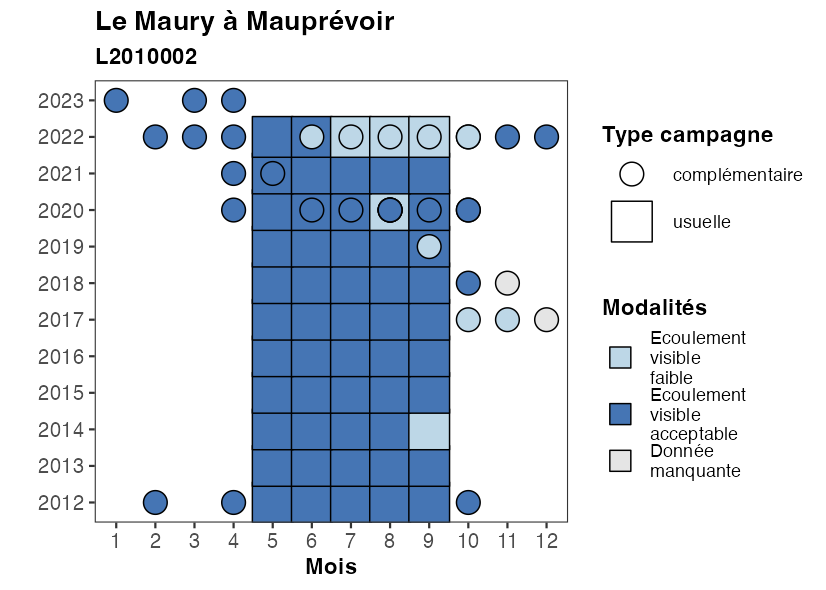 Le Maury à Mauprévoir
L2010002
2023
2022
2021
2020
2019
2018
2017
2016
2015
2014
2013
2012
1 2 3 4 5 6 7 8 9 10 11 12
Mois
Type campagne
complémentaire
usuelle
Modalités
Ecoulement
visible
faible
Ecoulement
visible
acceptable
Donnée
manquante